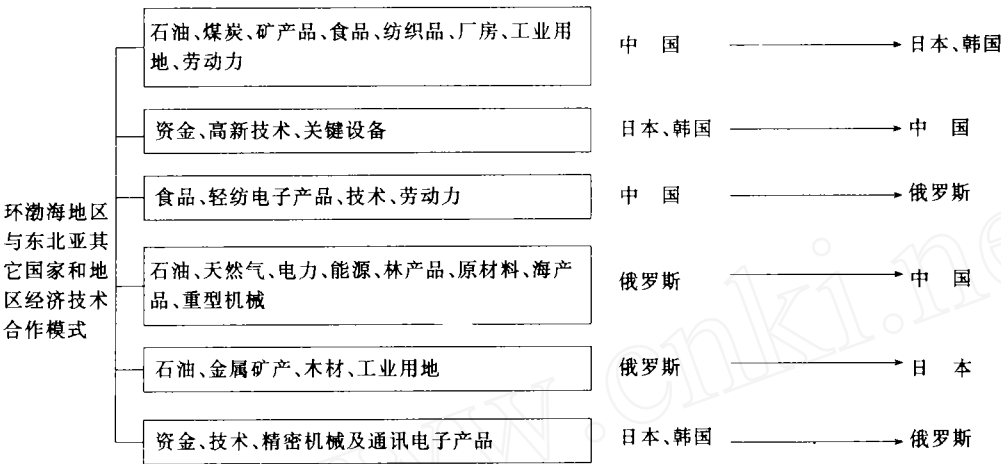 石油、煤炭、矿产品、食品、纺织品、厂房、工业用
地、劳动力
中 国
日本、韩国
资金、高新技术、关键设备
日本、韩国
中 国
食品、轻纺电子产品、技术、劳动力
中 国
俄罗斯
环渤海地区
与东北亚其
它国家和地
区经济技术
合作模式
石油、天然气、电力、能源、林产品、原材料、海产
品、重型机械
俄罗斯
中 国
石油、金属矿产、木材、工业用地
俄罗斯
日 本
资金、技术、精密机械及通讯电子产品
日本、韩国
俄罗斯
www.cnki.ne